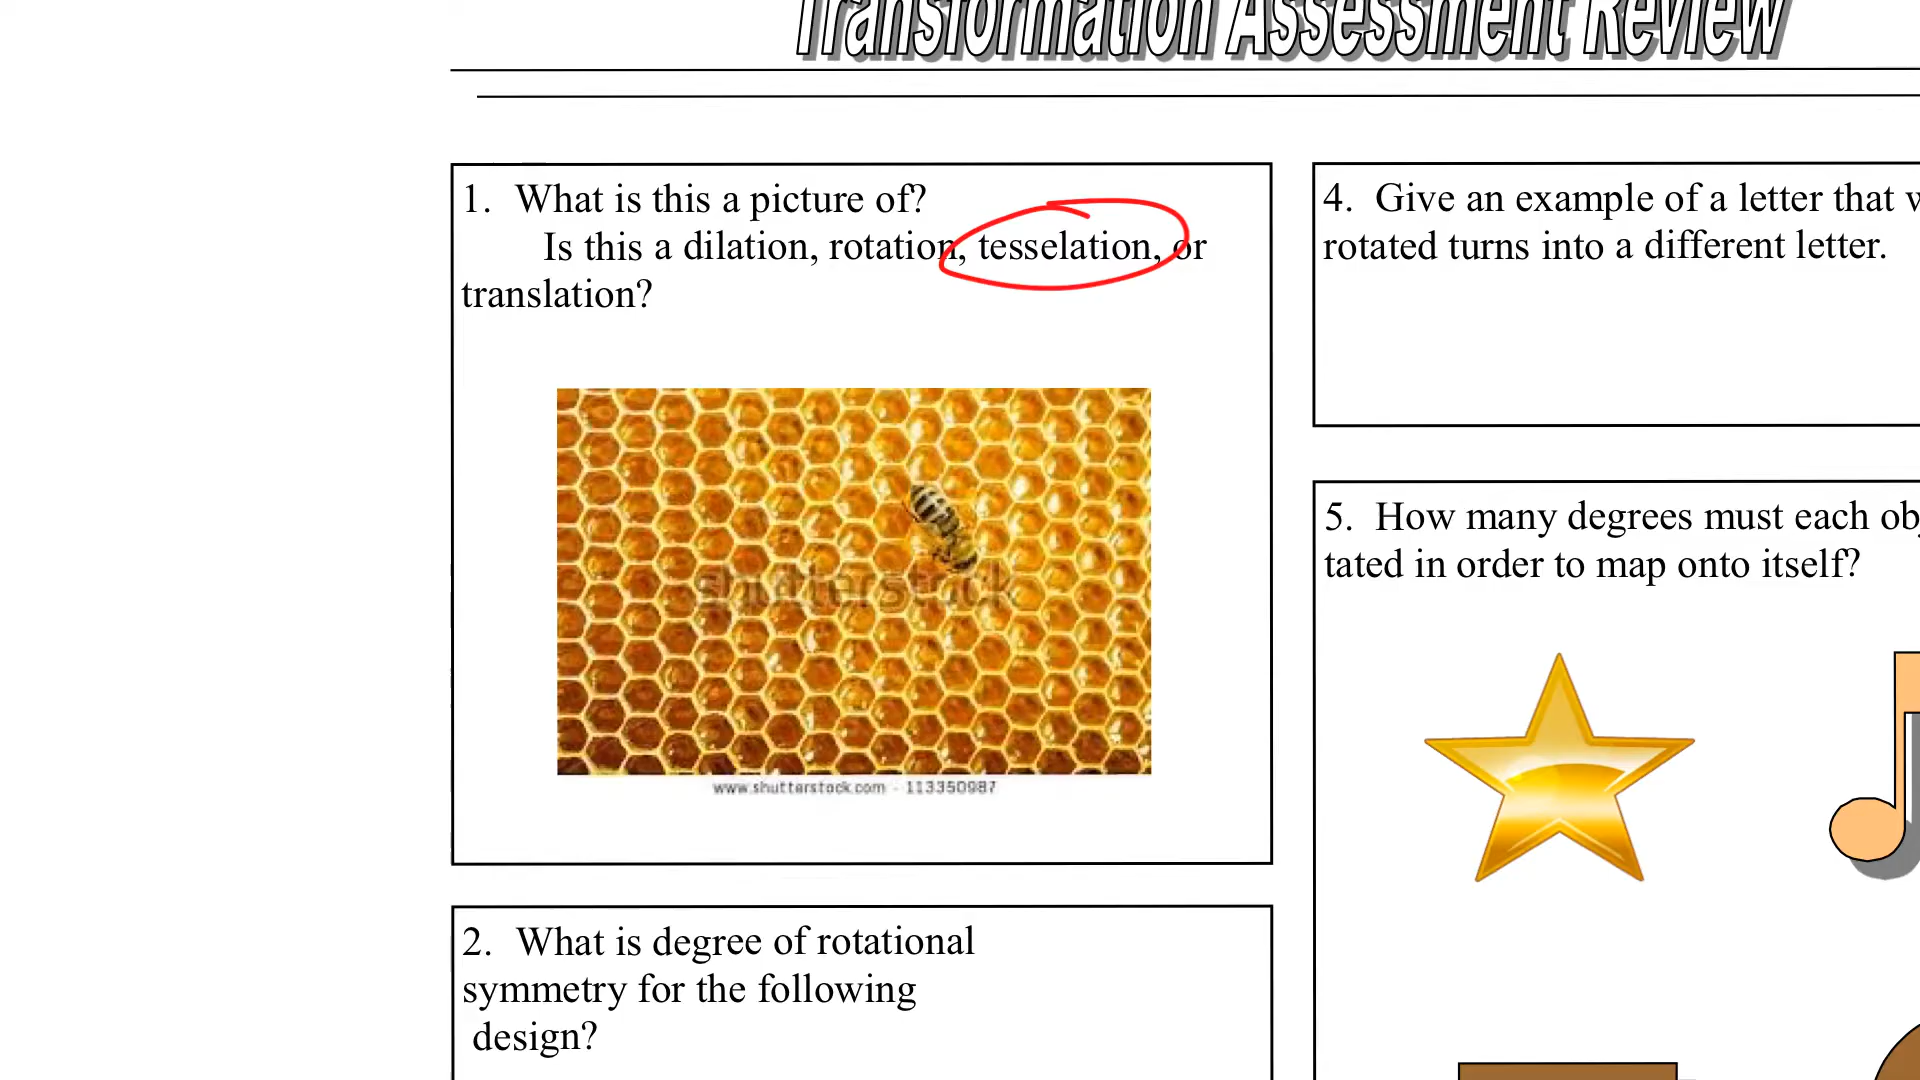 Transformation Assessment Review
1. What is this a picture of?
Is this a dilation, rotation, tesselation, or
translation?
shutterstock
www.shutterstock.com - 113350987
2. What is degree of rotational
symmetry for the following
design?
4. Give an example of a letter that
rotated turns into a different letter.
5. How many degrees must each
tated in order to map onto itself?